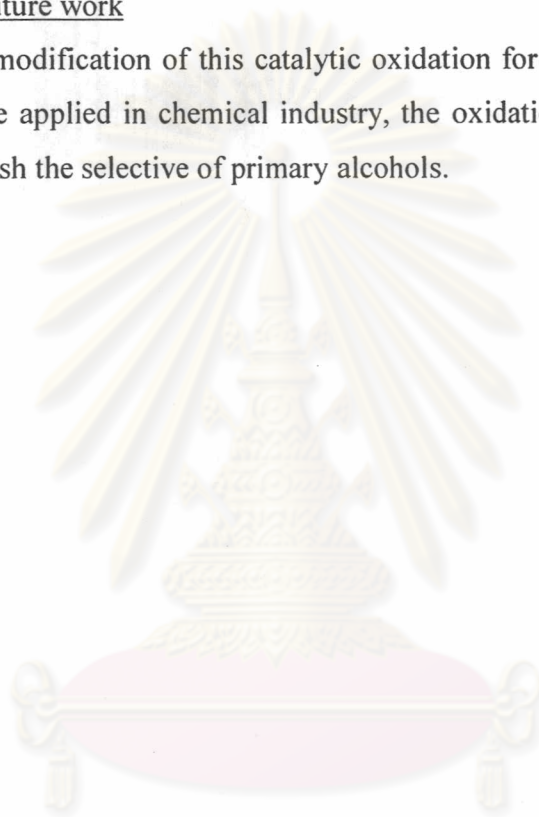 uture work
modification of this catalytic oxidation for
e applied in chemical industry, the oxidati
sh the selective of primary alcohols.